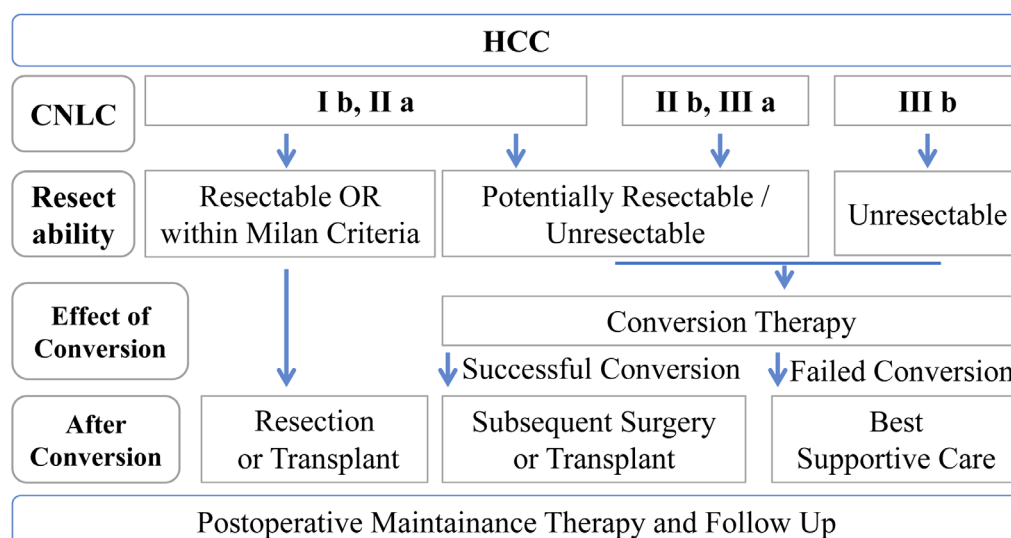 HCC
CNLC
I b, II a
II b, III a
III b
Resect
ability
Resectable OR
within Milan Criteria
Potentially Resectable /
Unresectable
Unresectable
Effect of
Conversion
Conversion Therapy
Successful Conversion
Failed Conversion
After
Conversion
Resection
or Transplant
Subsequent Surgery
or Transplant
Best
Supportive Care
Postoperative Maintainance Therapy and Follow Up